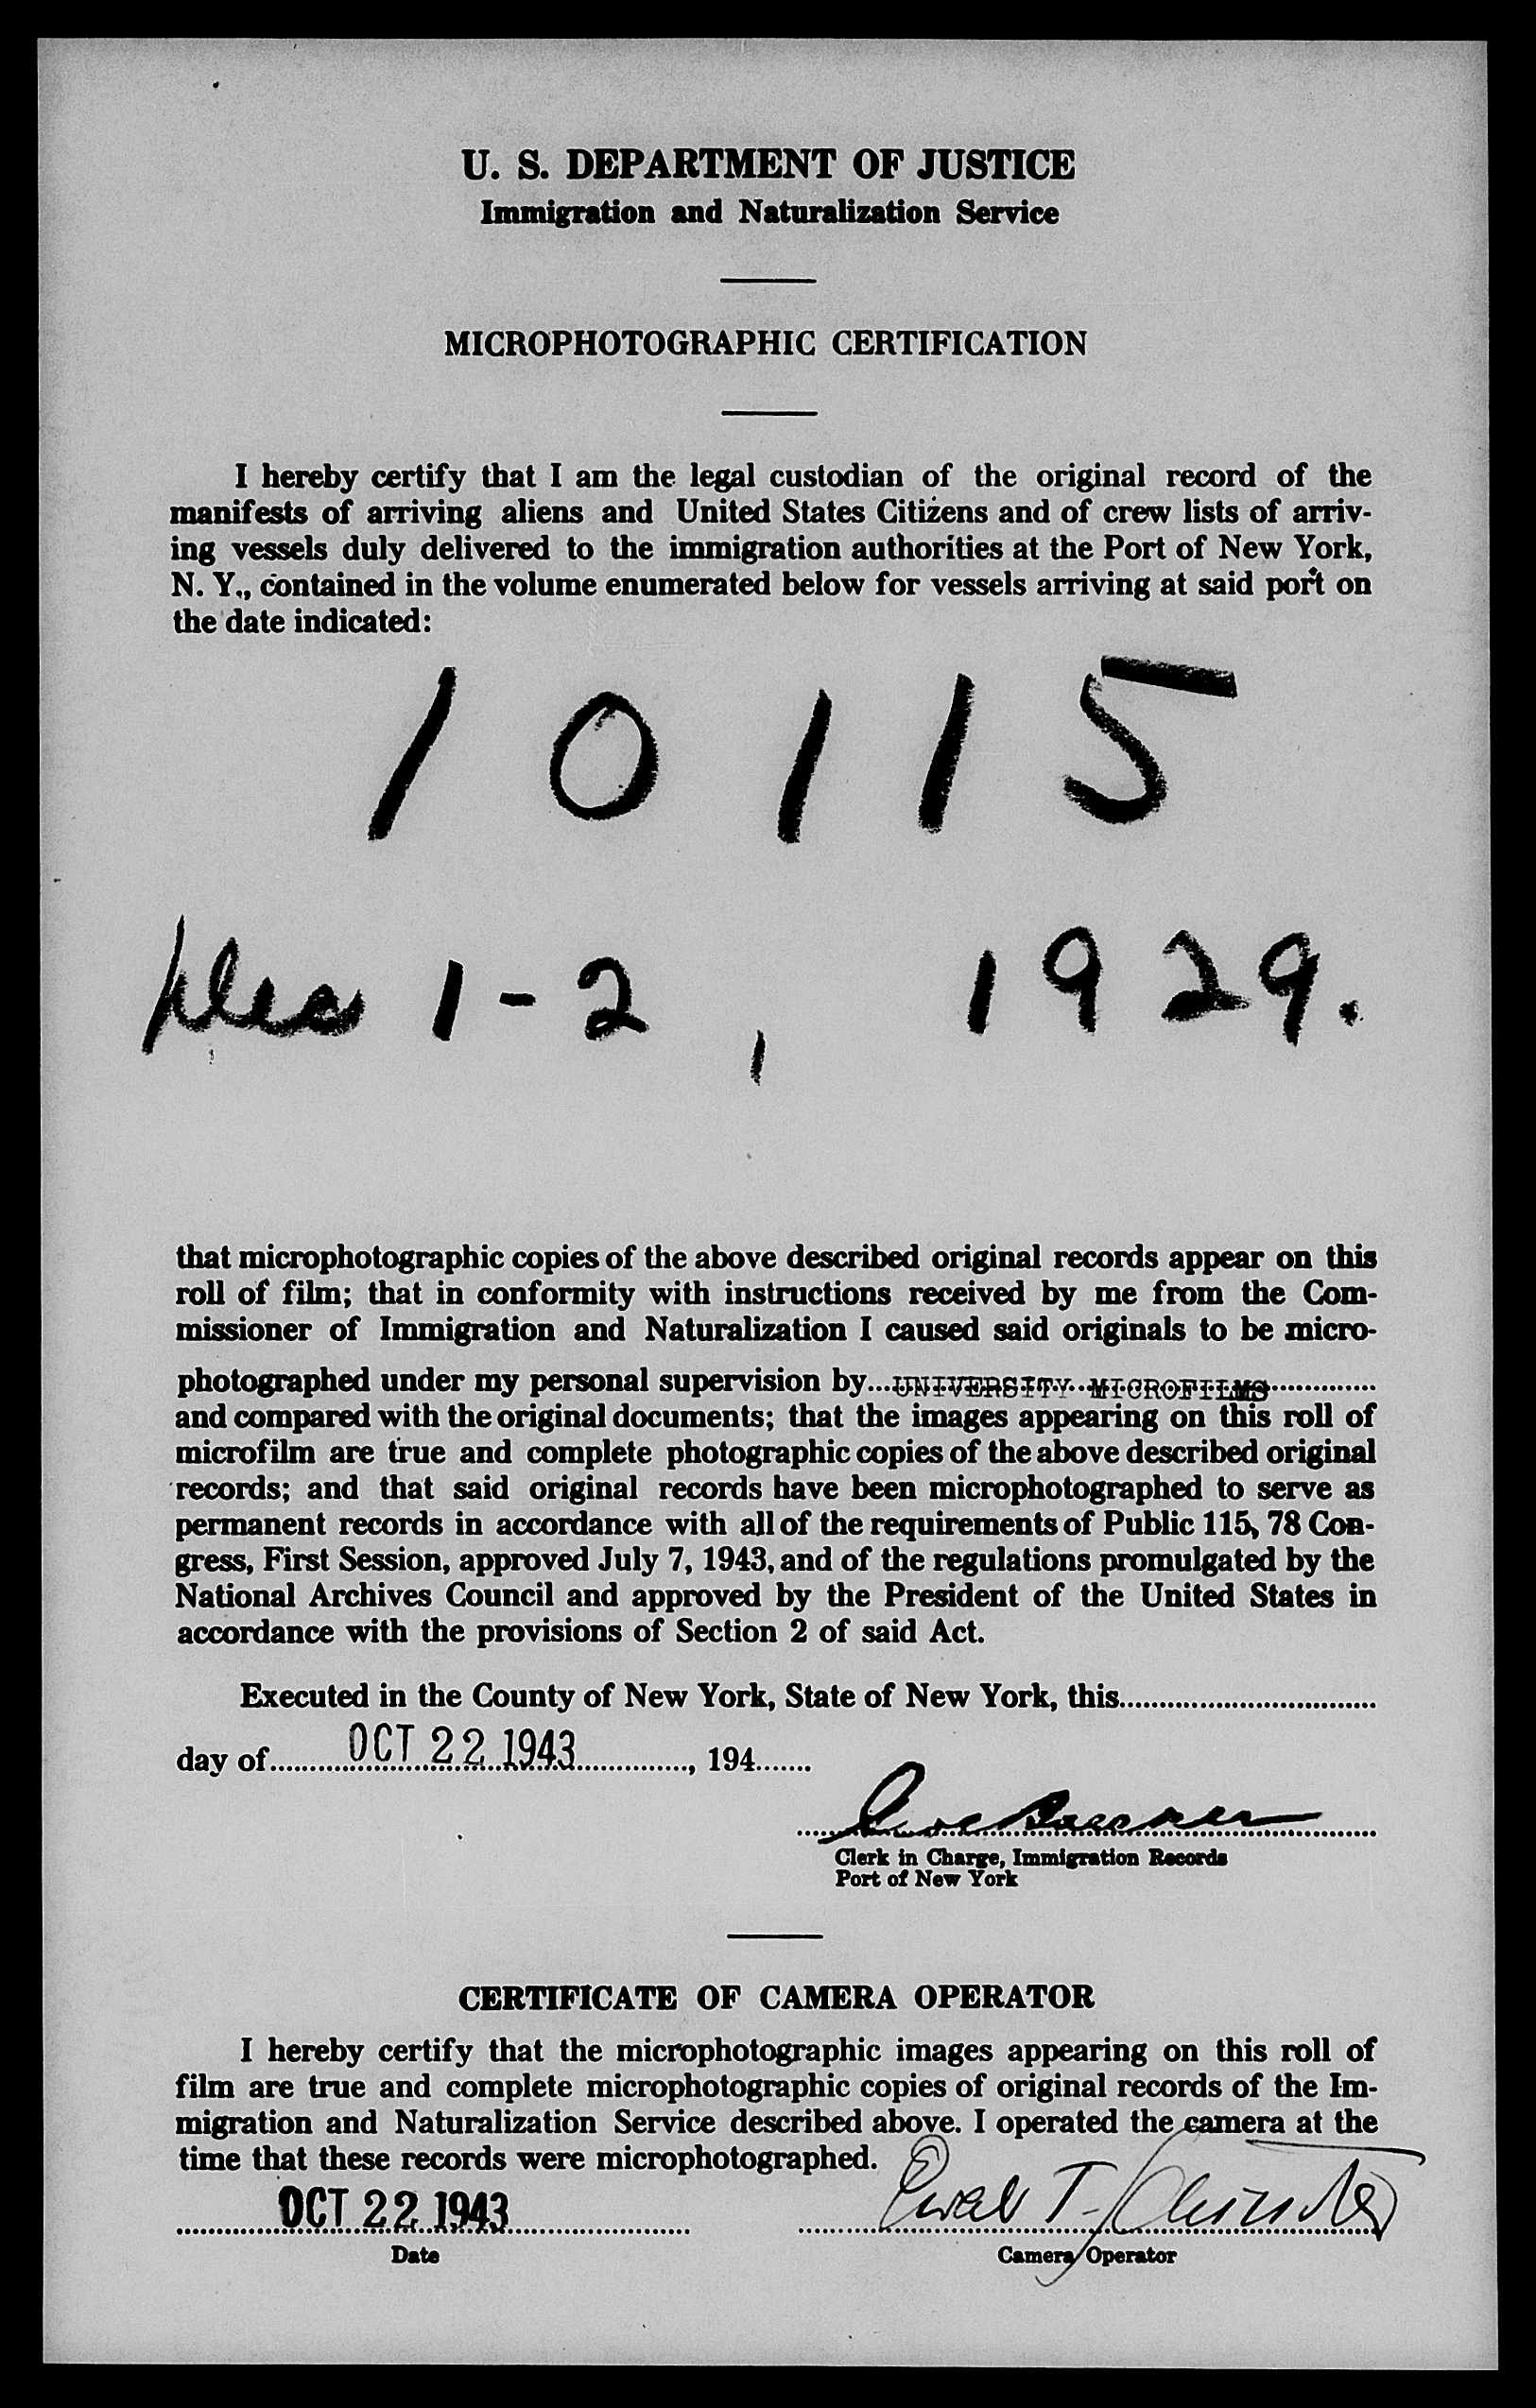 U. S. DEPARTMENT OF JUSTICE
Immigration and Naturalization Service
MICROPHOTOGRAPHIC CERTIFICATION
I hereby certify that I am the legal custodian of the original record of the
manifests of arriving aliens and United States Citizens and of crew lists of arriv-
ing vessels duly delivered to the immigration authorities at the Port of New York,
N. Y., contained in the volume enumerated below for vessels arriving at said port on
the date indicated:
10115
Dec 1-2, 1929.
that microphotographic copies of the above described original records appear on this
roll of film; that in conformity with instructions received by me from the Com-
missioner of Immigration and Naturalization I caused said originals to be micro-
photographed under my personal supervision by...UNIVERSITY MICROFILMS..............
and compared with the original documents; that the images appearing on this roll of
microfilm are true and complete photographic copies of the above described original
records; and that said original records have been microphotographed to serve as
permanent records in accordance with all of the requirements of Public 115, 78 Con-
gress, First Session, approved July 7, 1943, and of the regulations promulgated by the
National Archives Council and approved by the President of the United States in
accordance with the provisions of Section 2 of said Act.
Executed in the County of New York, State of New York, this................................
day of.........OCT 22 1943.............., 194.......
Clerk in Charge, Immigration Records
Port of New York
CERTIFICATE OF CAMERA OPERATOR
I hereby certify that the microphotographic images appearing on this roll of
film are true and complete microphotographic copies of original records of the Im-
migration and Naturalization Service described above. I operated the camera at the
time that these records were microphotographed.
OCT 22 1943
Date
Camera Operator